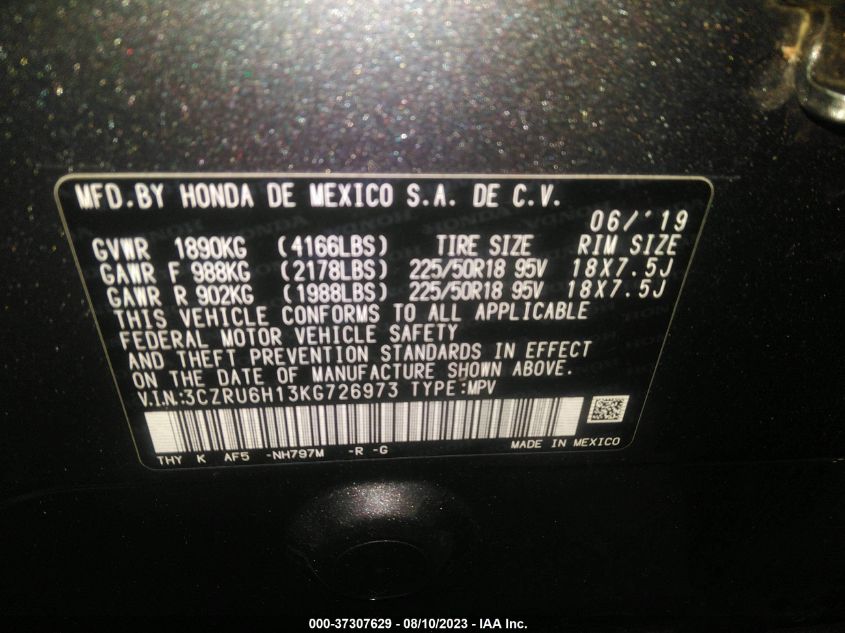 MFD.BY HONDA DE MEXICO S.A. DE C.V.
06/'19
GVWR 1890KG (4166LBS) TIRE SIZE RIM SIZE
GAWR F 988KG (2178LBS) 225/50R18 95V 18X7.5J
GAWR R 902KG (1988LBS) 225/50R18 95V 18X7.5J
THIS VEHICLE CONFORMS TO ALL APPLICABLE
FEDERAL MOTOR VEHICLE SAFETY
AND THEFT PREVENTION STANDARDS IN EFFECT
ON THE DATE OF MANUFACTURE SHOWN ABOVE.
V.I.N.:3CZRU6H13KG726973 TYPE:MPV
MADE IN MEXICO
THY K AF5 -NH797M -R -G
000-37307629 - 08/10/2023 - IAA Inc.